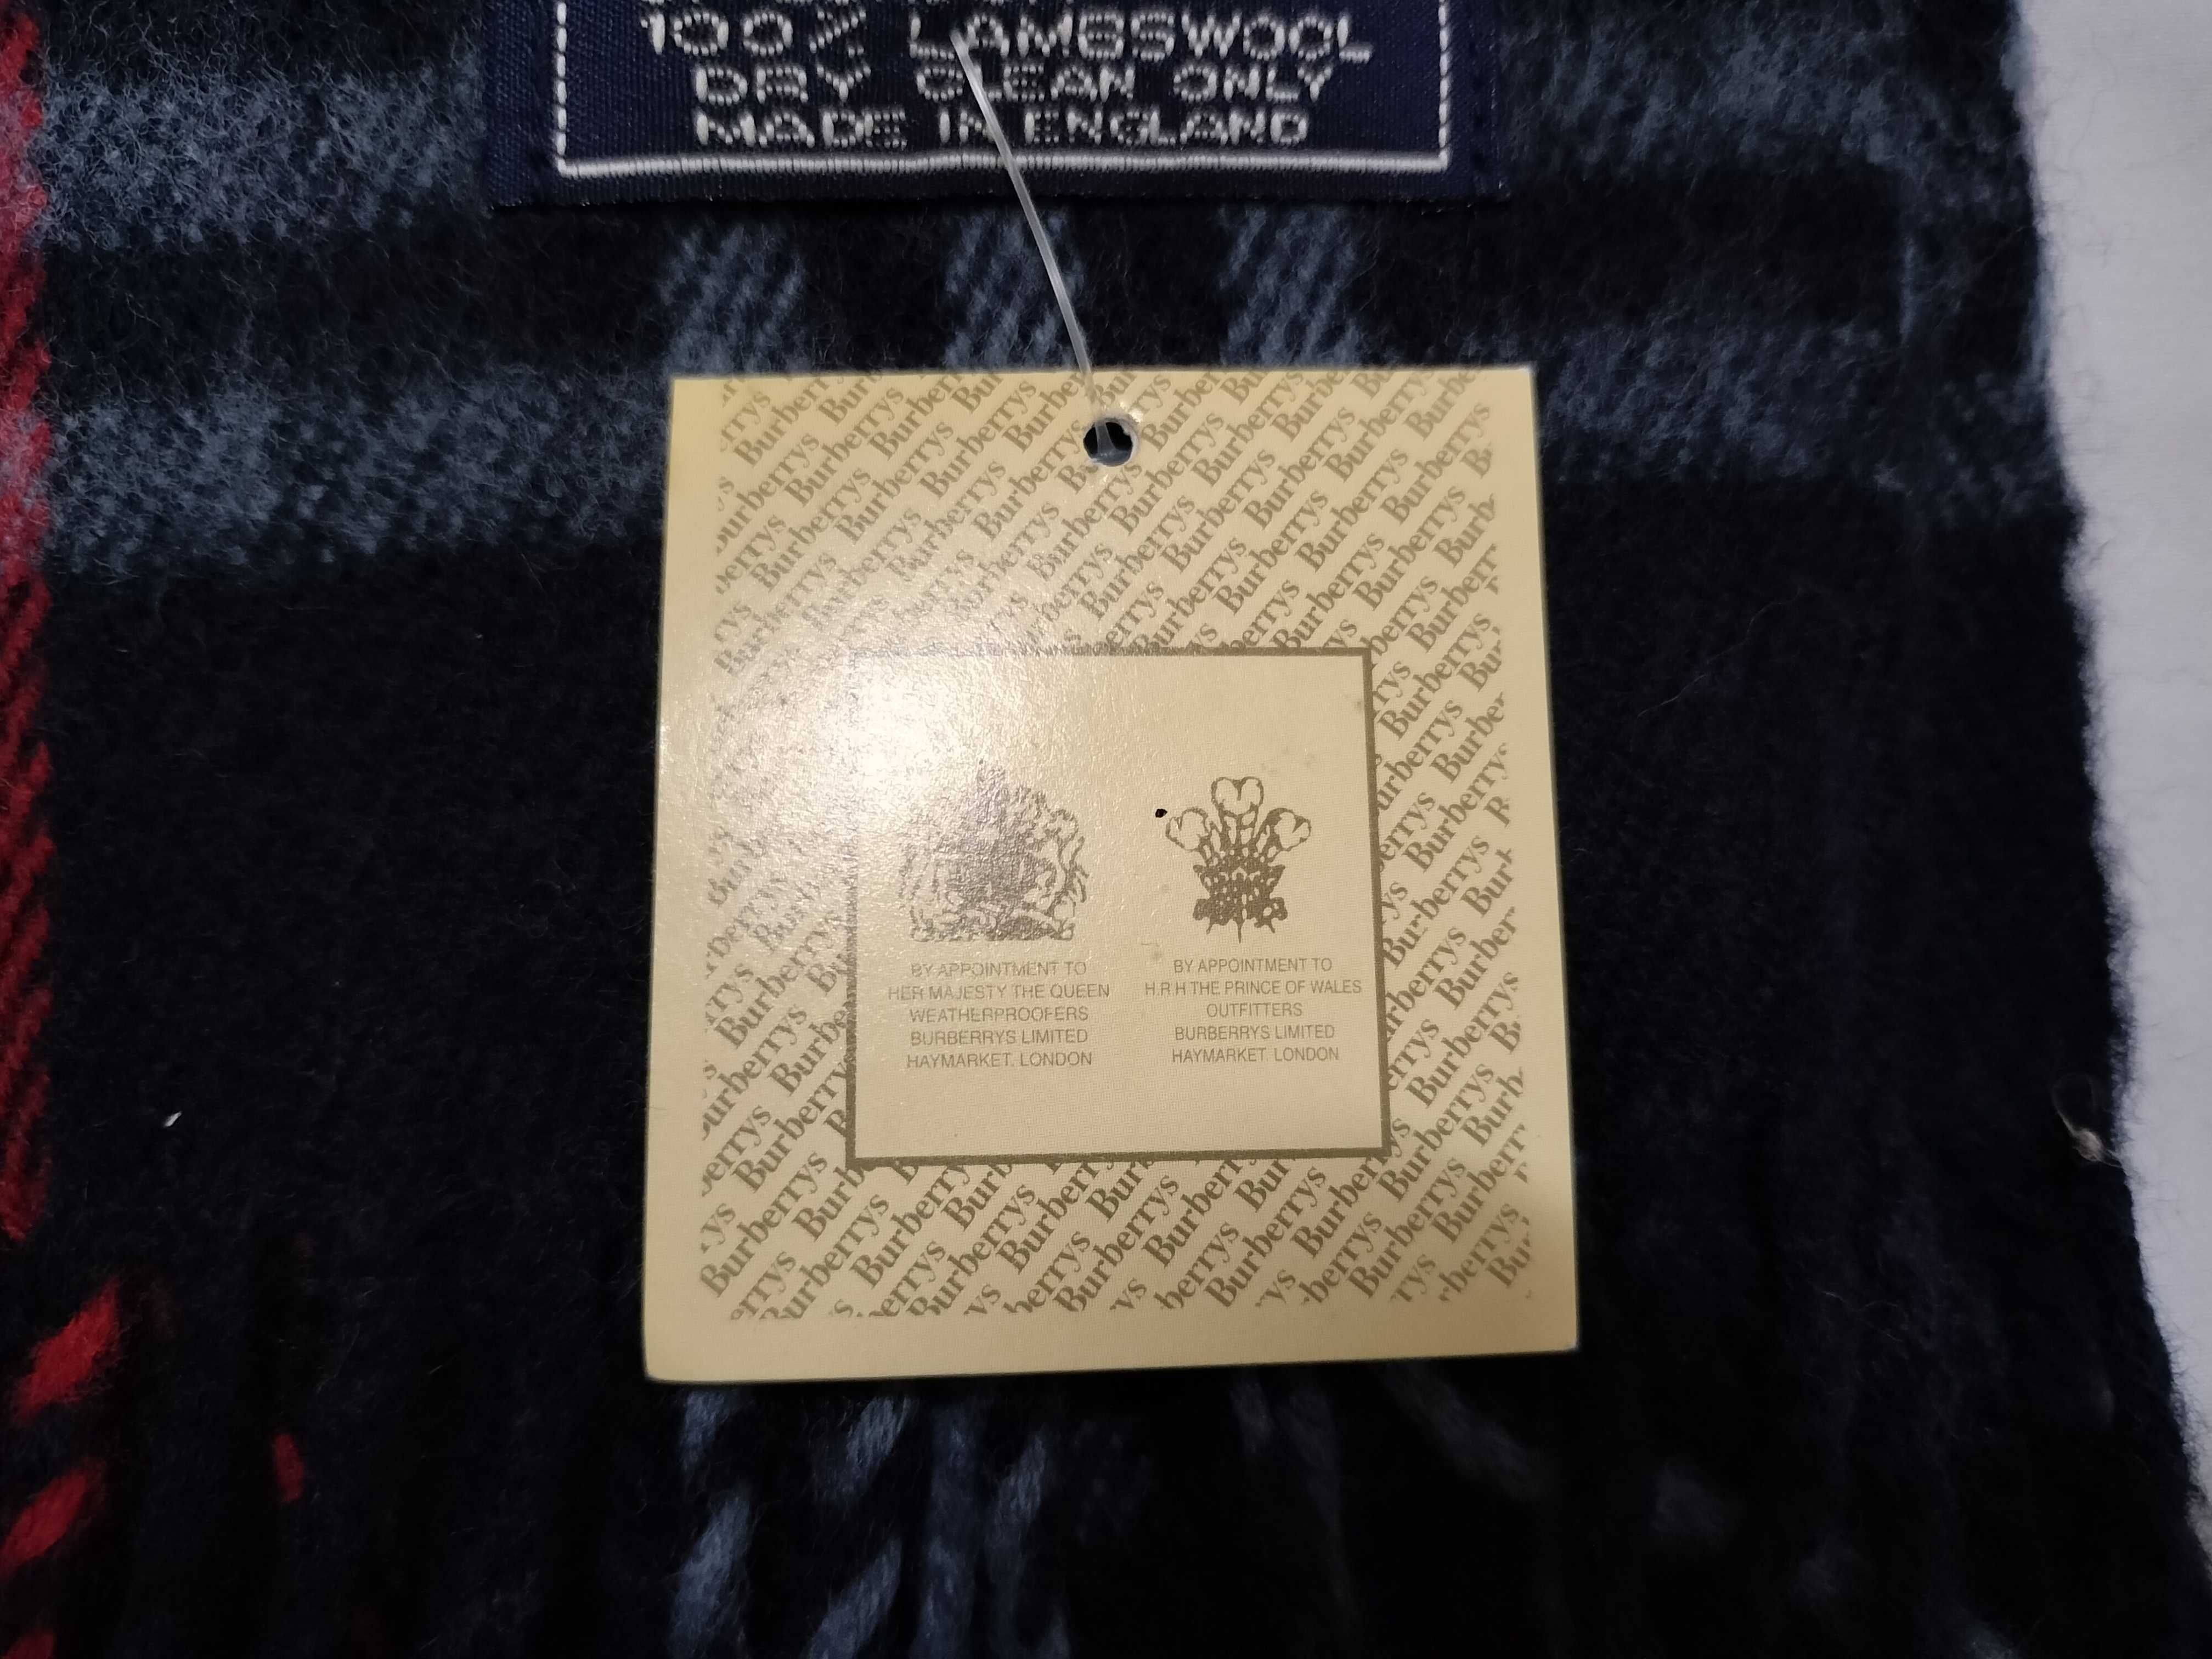 100% LAMBSWOOL
DRY CLEAN ONLY
MADE IN ENGLAND
Burberrys
BY APPOINTMENT TO
HER MAJESTY THE QUEEN
WEATHERPROOFERS
BURBERRYS LIMITED
HAYMARKET. LONDON
BY APPOINTMENT TO
H.R.H THE PRINCE OF WALES
OUTFITTERS
BURBERRYS LIMITED
HAYMARKET. LONDON